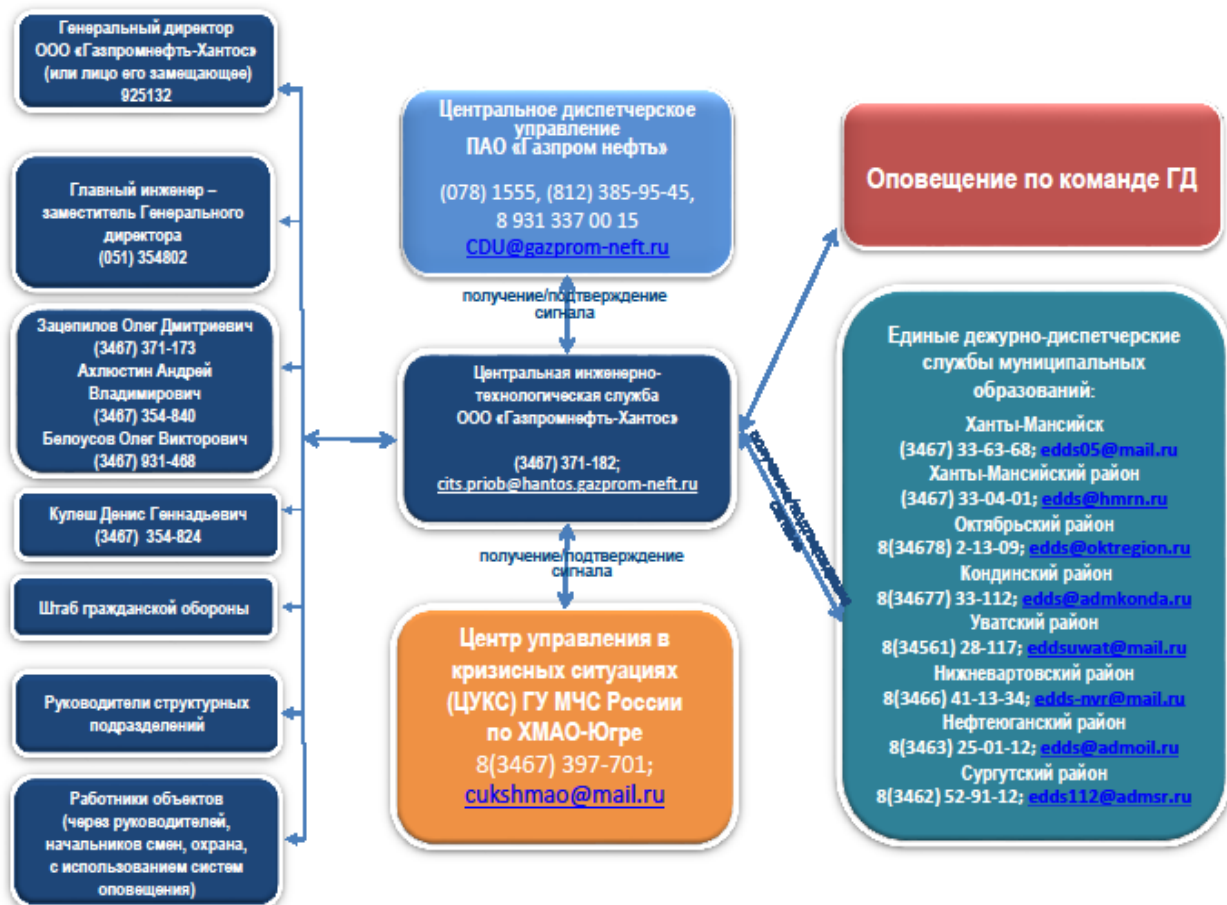 Генеральный директор
ООО «Газпромнефть-Хантос»
(или лицо его замещающее)
925132
Главный инженер –
заместитель Генерального
директора
(051) 354802
Зацепилов Олег Дмитриевич
(3467) 371-173
Ахлюстин Андрей
Владимирович
(3467) 354-840
Белоусов Олег Викторович
(3467) 931-468
Кулеш Денис Геннадьевич
(3467) 354-824
Штаб гражданской обороны
Руководители структурных
подразделений
Работники объектов
(через руководителей,
начальников смен, охрана,
с использованием систем
оповещения)
Центральное диспетчерское
управление
ПАО «Газпром нефть»
(078) 1555, (812) 385-95-45,
8 931 337 00 15
CDU@gazprom-neft.ru
получение/подтверждение
сигнала
Центральная инженерно-
технологическая служба
ООО «Газпромнефть-Хантос»
(3467) 371-182;
cits.priob@hantos.gazprom-neft.ru
получение/подтверждение
сигнала
Центр управления в
кризисных ситуациях
(ЦУКС) ГУ МЧС России
по ХМАО-Югре
8(3467) 397-701;
cukshmao@mail.ru
Оповещение по команде ГД
Единые дежурно-диспетчерские
службы муниципальных
образований:
Ханты-Мансийск
(3467) 33-63-68; edds05@mail.ru
Ханты-Мансийский район
(3467) 33-04-01; edds@hmrn.ru
Октябрьский район
8(34678) 2-13-09; edds@oktregion.ru
Кондинский район
8(34677) 33-112; edds@admkonda.ru
Уватский район
8(34561) 28-117; eddsuwat@mail.ru
Нижневартовский район
8(3466) 41-13-34; edds-nvr@mail.ru
Нефтеюганский район
8(3463) 25-01-12; edds@admoil.ru
Сургутский район
8(3462) 52-91-12; edds112@admsr.ru